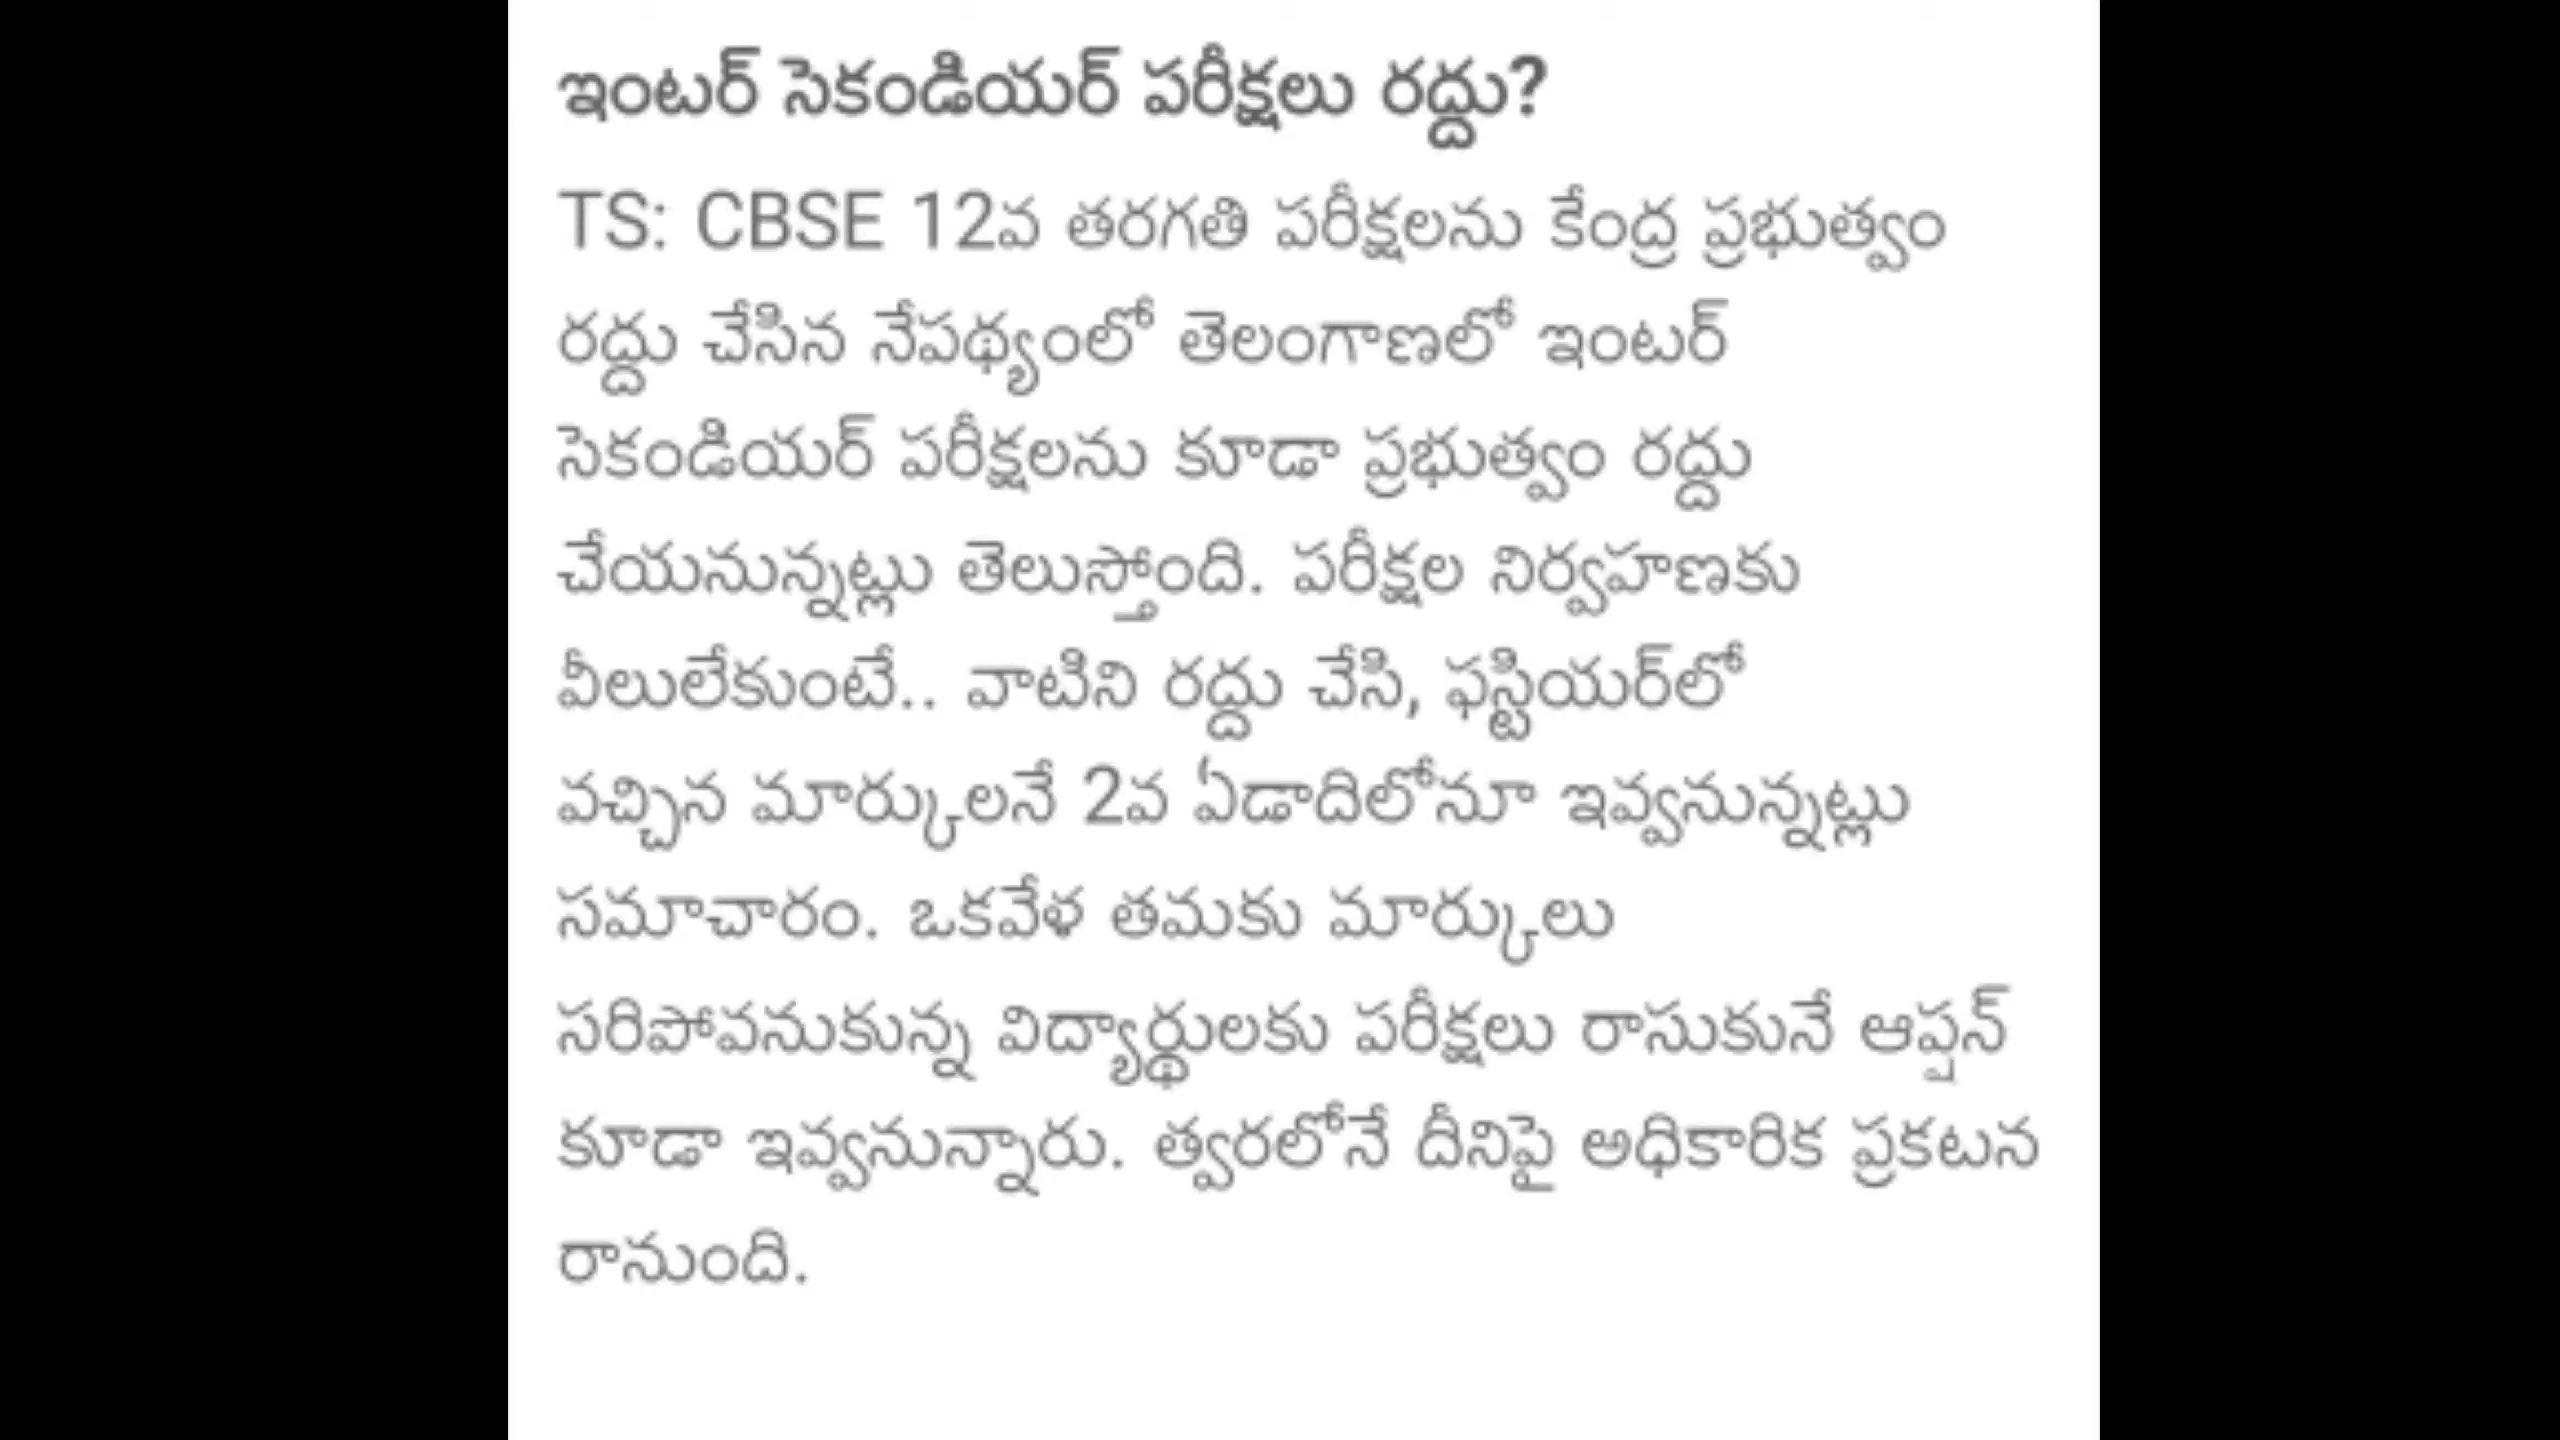 ఇంటర్ సెకండియర్ పరీక్షలు రద్దు?
TS: CBSE 12వ తరగతి పరీక్షలను కేంద్ర ప్రభుత్వం
రద్దు చేసిన నేపథ్యంలో తెలంగాణలో ఇంటర్
సెకండియర్ పరీక్షలను కూడా ప్రభుత్వం రద్దు
చేయనున్నట్లు తెలుస్తోంది. పరీక్షల నిర్వహణకు
వీలులేకుంటే.. వాటిని రద్దు చేసి, ఫస్టియర్‌లో
వచ్చిన మార్కులనే 2వ ఏడాదిలోనూ ఇవ్వనున్నట్లు
సమాచారం. ఒకవేళ తమకు మార్కులు
సరిపోవనుకున్న విద్యార్థులకు పరీక్షలు రాసుకునే ఆప్షన్
కూడా ఇవ్వనున్నారు. త్వరలోనే దీనిపై అధికారిక ప్రకటన
రానుంది.